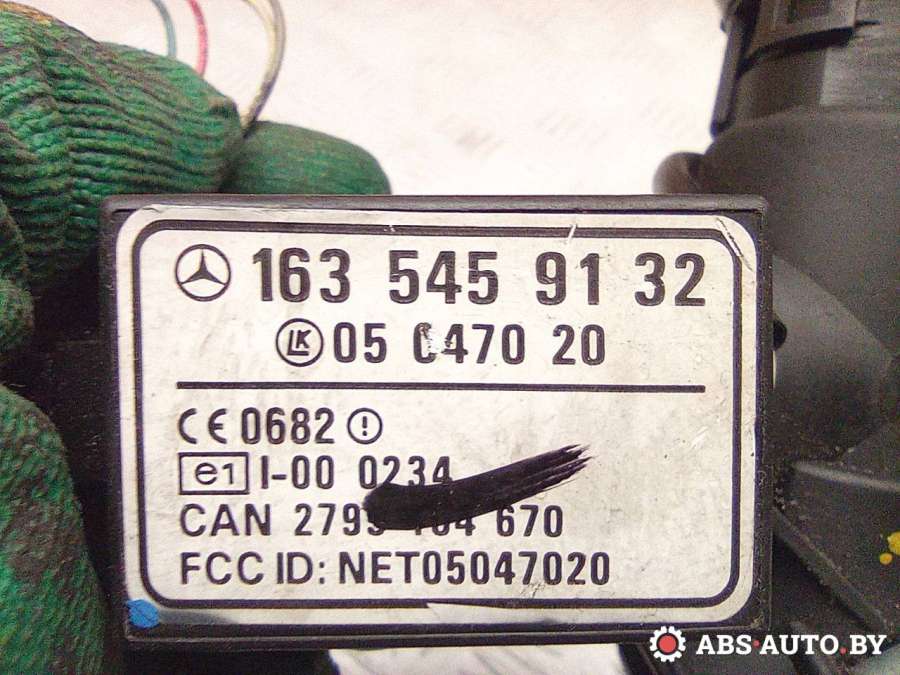 163 545 91 32
LK 05 0470 20
CE 0682
e1 I-00 0234
CAN 670
FCC ID: NET05047020
ABS-AUTO.BY